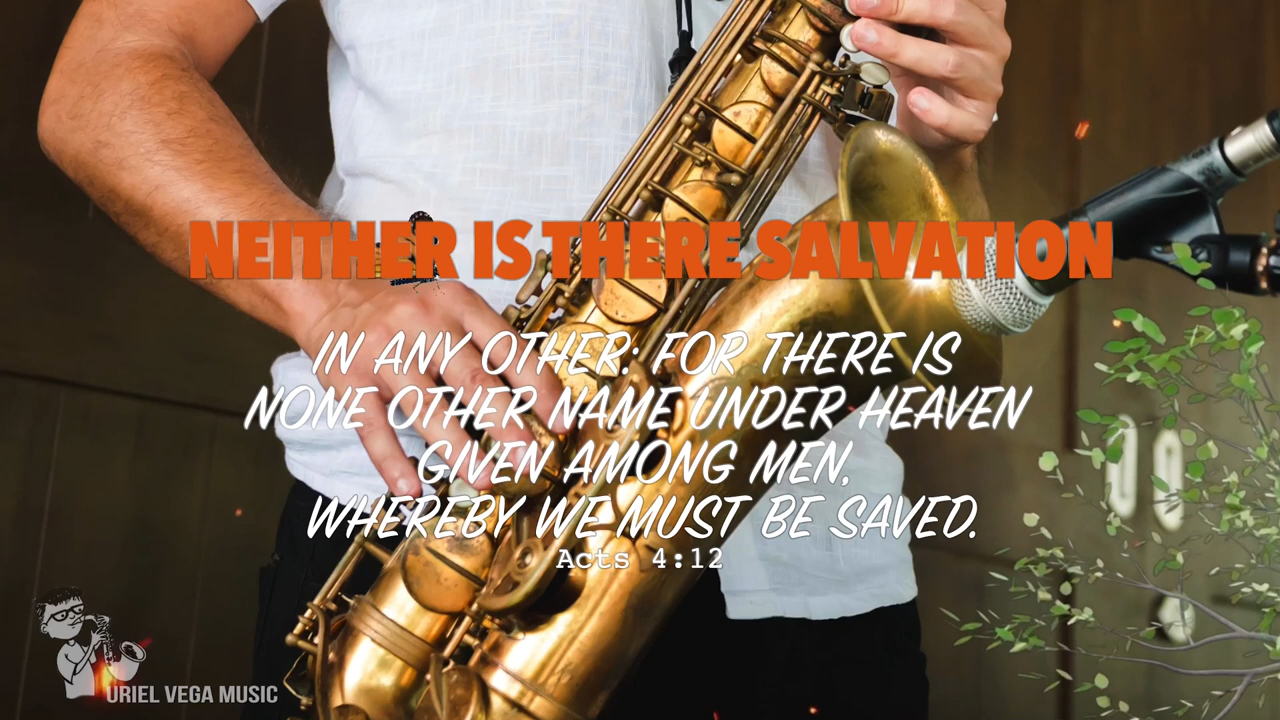 NEITHER IS THERE SALVATION
IN ANY OTHER: FOR THERE IS
NONE OTHER NAME UNDER HEAVEN
GIVEN AMONG MEN,
WHEREBY WE MUST BE SAVED.
Acts 4:12
URIEL VEGA MUSIC